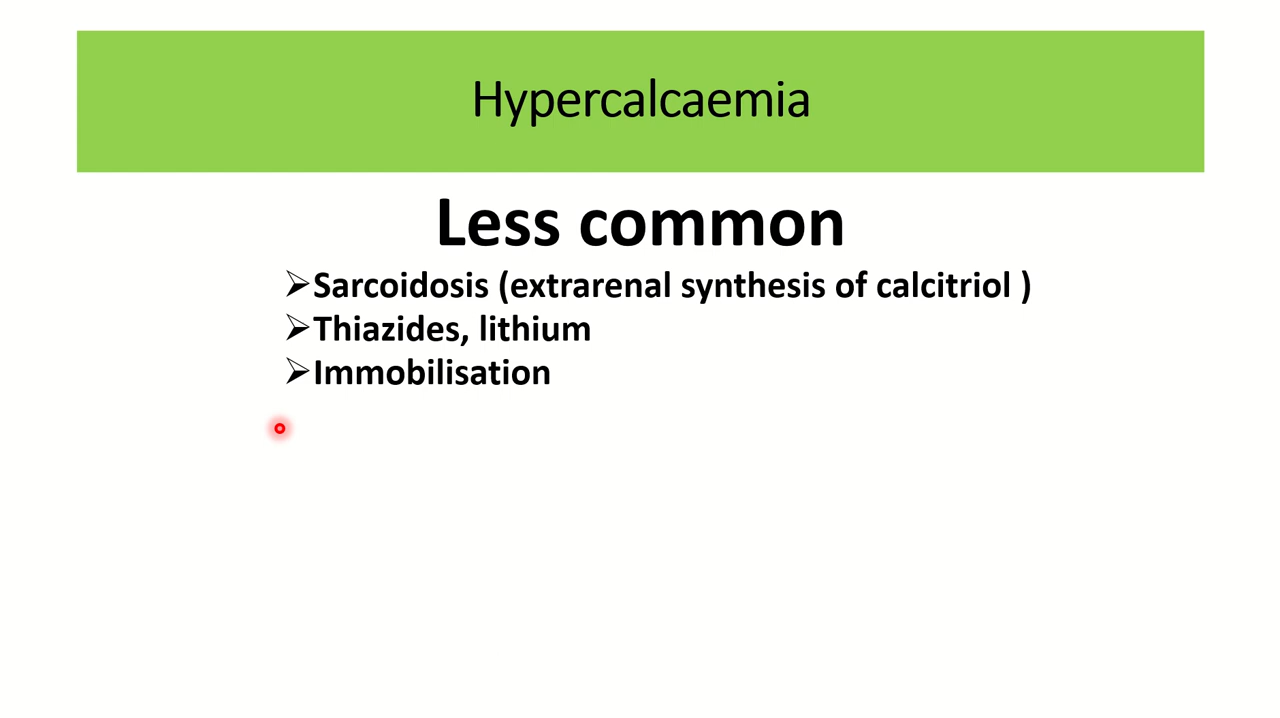 Hypercalcaemia
Less common
➢Sarcoidosis (extrarenal synthesis of calcitriol )
➢Thiazides, lithium
➢Immobilisation